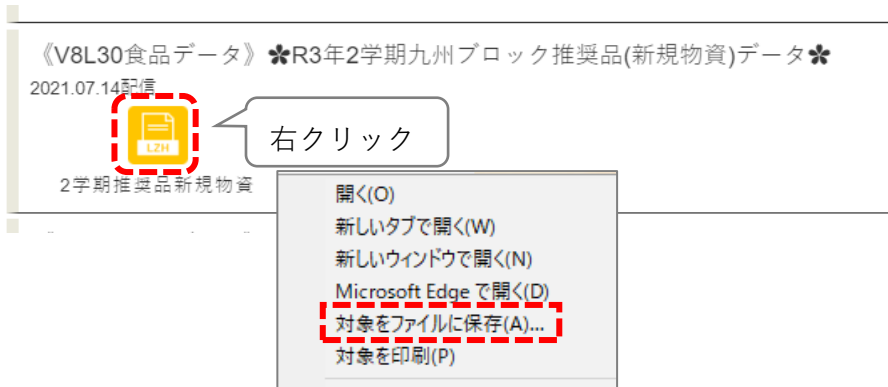 《V8L30食品データ》✽R3年2学期九州ブロック推奨品(新規物資)データ✽
2021.07.14配信
LZH
右クリック
2学期推奨品新規物資
開く(O)
新しいタブで開く(W)
新しいウィンドウで開く(N)
Microsoft Edge で開く(D)
対象をファイルに保存(A)...
対象を印刷(P)